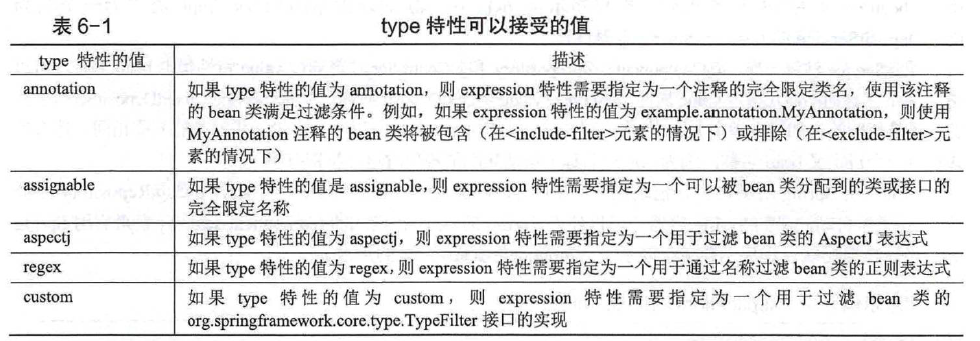 表 6-1 type 特性可以接受的值
type 特性的值 描述
annotation 如果 type 特性的值为 annotation，则 expression 特性需要指定为一个注释的完全限定类名，使用该注释
的 bean 类满足过滤条件。例如，如果 expression 特性的值为 example.annotation.MyAnnotation，则使用
MyAnnotation 注释的 bean 类将被包含（在<include-filter>元素的情况下）或排除（在<exclude-filter>元
素的情况下）
assignable 如果 type 特性的值是 assignable，则 expression 特性需要指定为一个可以被 bean 类分配到的类或接口的
完全限定名称
aspectj 如果 type 特性的值为 aspectj，则 expression 特性需要指定为一个用于过滤 bean 类的 AspectJ 表达式
regex 如果 type 特性的值为 regex，则 expression 特性需要指定为一个用于通过名称过滤 bean 类的正则表达式
custom 如果 type 特性的值为 custom，则 expression 特性需要指定为一个用于过滤 bean 类的
org.springframework.core.type.TypeFilter 接口的实现